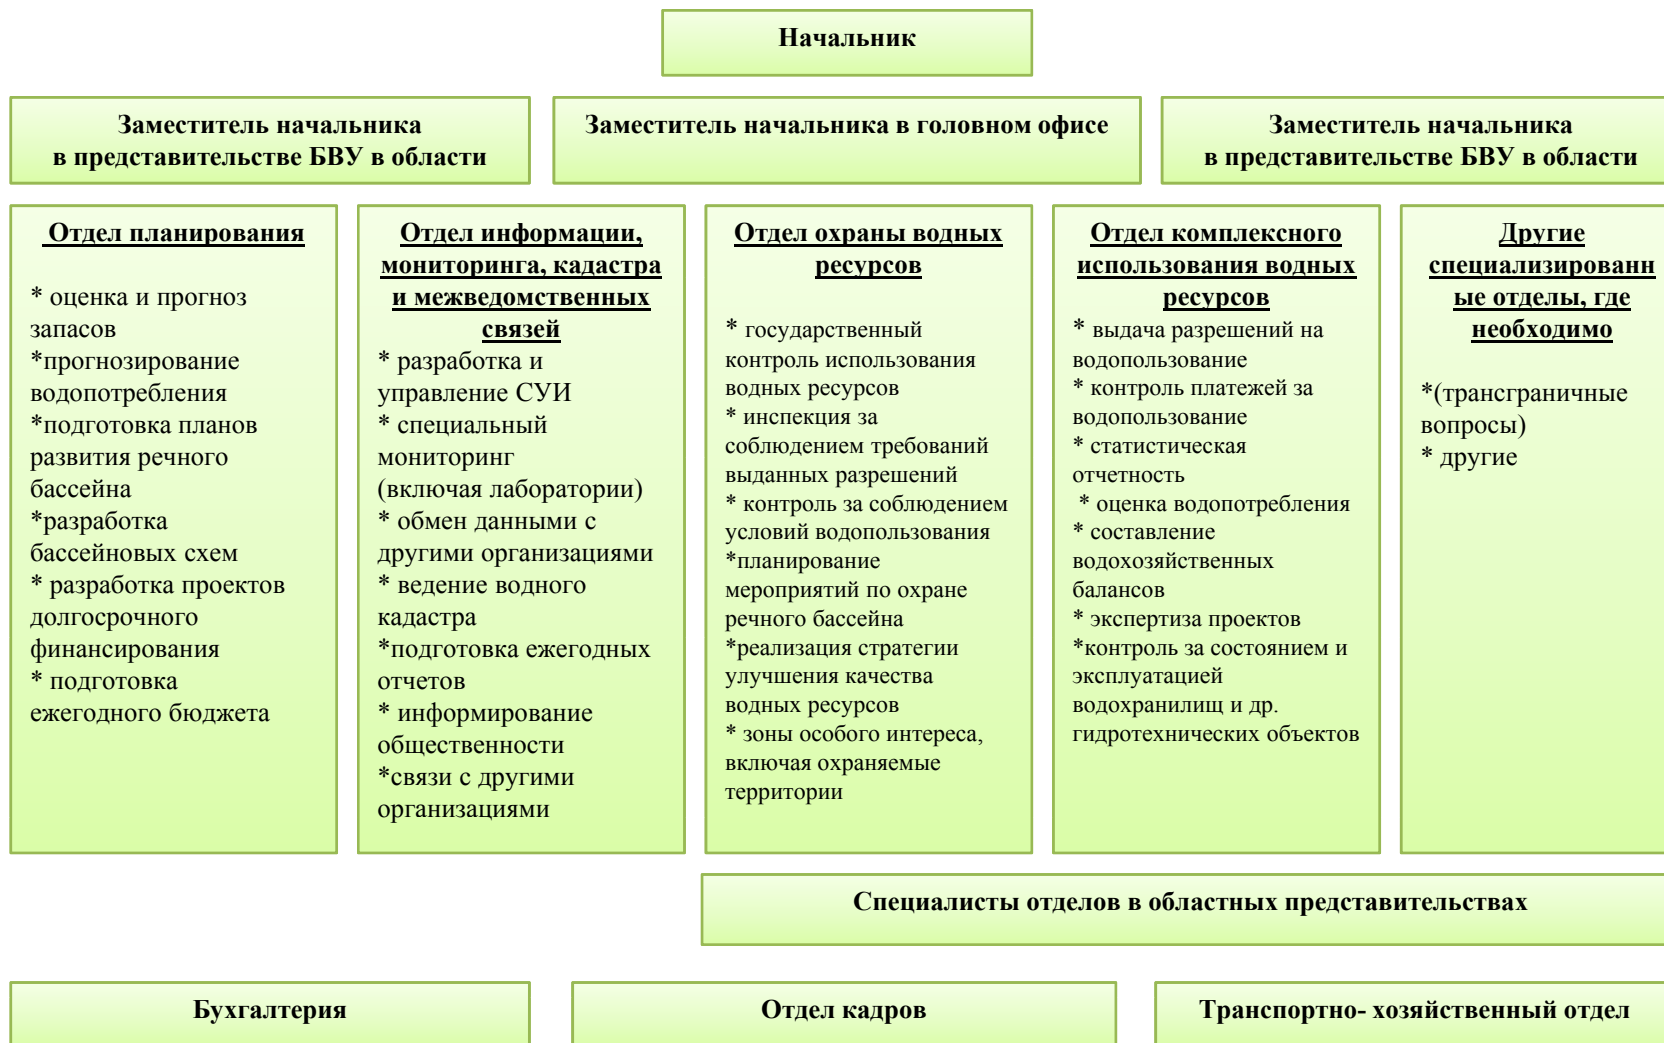 Начальник
Заместитель начальника
в представительстве БВУ в области
Заместитель начальника в головном офисе
Заместитель начальника
в представительстве БВУ в области
Отдел планирования
* оценка и прогноз
запасов
*прогнозирование
водопотребления
*подготовка планов
развития речного
бассейна
*разработка
бассейновых схем
* разработка проектов
долгосрочного
финансирования
* подготовка
ежегодного бюджета
Отдел информации,
мониторинга, кадастра
и межведомственных
связей
* разработка и
управление СУИ
* специальный
мониторинг
(включая лаборатории)
* обмен данными с
другими организациями
* ведение водного
кадастра
*подготовка ежегодных
отчетов
* информирование
общественности
*связи с другими
организациями
Отдел охраны водных
ресурсов
* государственный
контроль использования
водных ресурсов
* инспекция за
соблюдением требований
выданных разрешений
* контроль за соблюдением
условий водопользования
*планирование
мероприятий по охране
речного бассейна
*реализация стратегии
улучшения качества
водных ресурсов
* зоны особого интереса,
включая охраняемые
территории
Отдел комплексного
использования водных
ресурсов
* выдача разрешений на
водопользование
* контроль платежей за
водопользование
* статистическая
отчетность
* оценка водопотребления
* составление
водохозяйственных
балансов
* экспертиза проектов
*контроль за состоянием и
эксплуатацией
водохранилищ и др.
гидротехнических объектов
Другие
специализированн
ые отделы, где
необходимо
*(трансграничные
вопросы)
* другие
Специалисты отделов в областных представительствах
Бухгалтерия
Отдел кадров
Транспортно- хозяйственный отдел